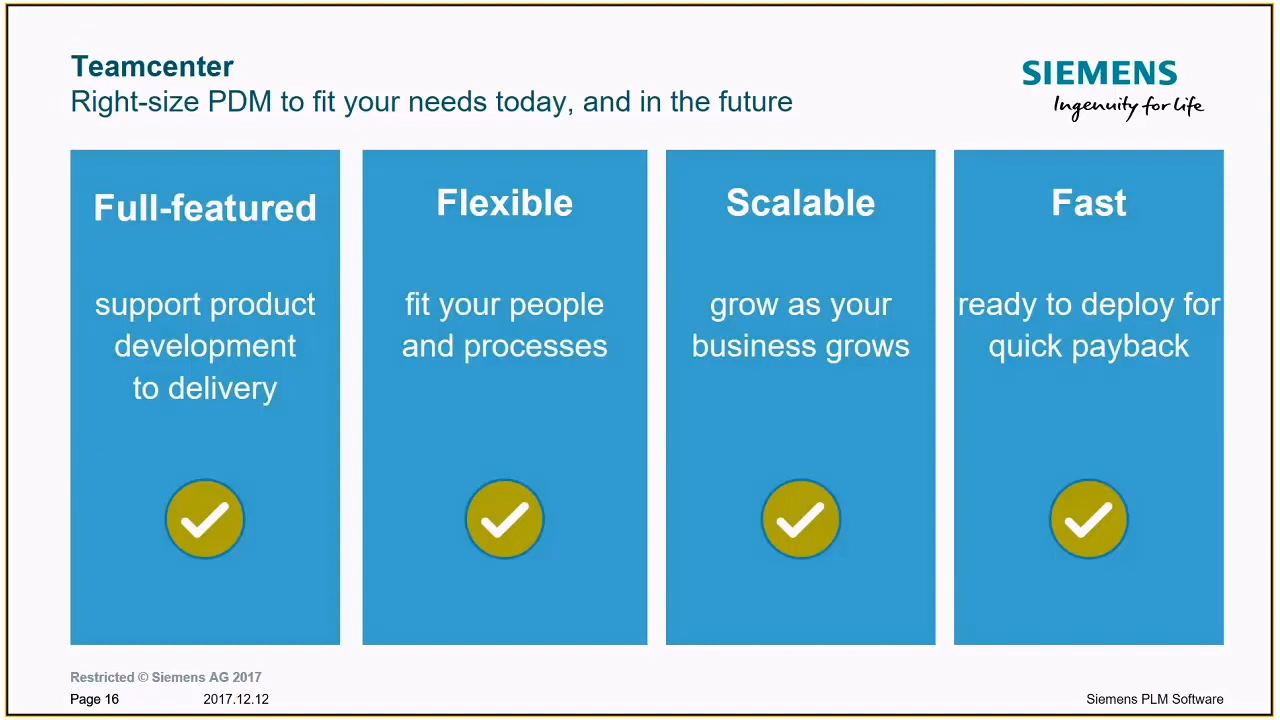 Teamcenter
Right-size PDM to fit your needs today, and in the future
SIEMENS
Ingenuity for life
Full-featured
support product
development
to delivery
Flexible
fit your people
and processes
Scalable
grow as your
business grows
Fast
ready to deploy for
quick payback
Restricted © Siemens AG 2017
Page 16 2017.12.12 Siemens PLM Software